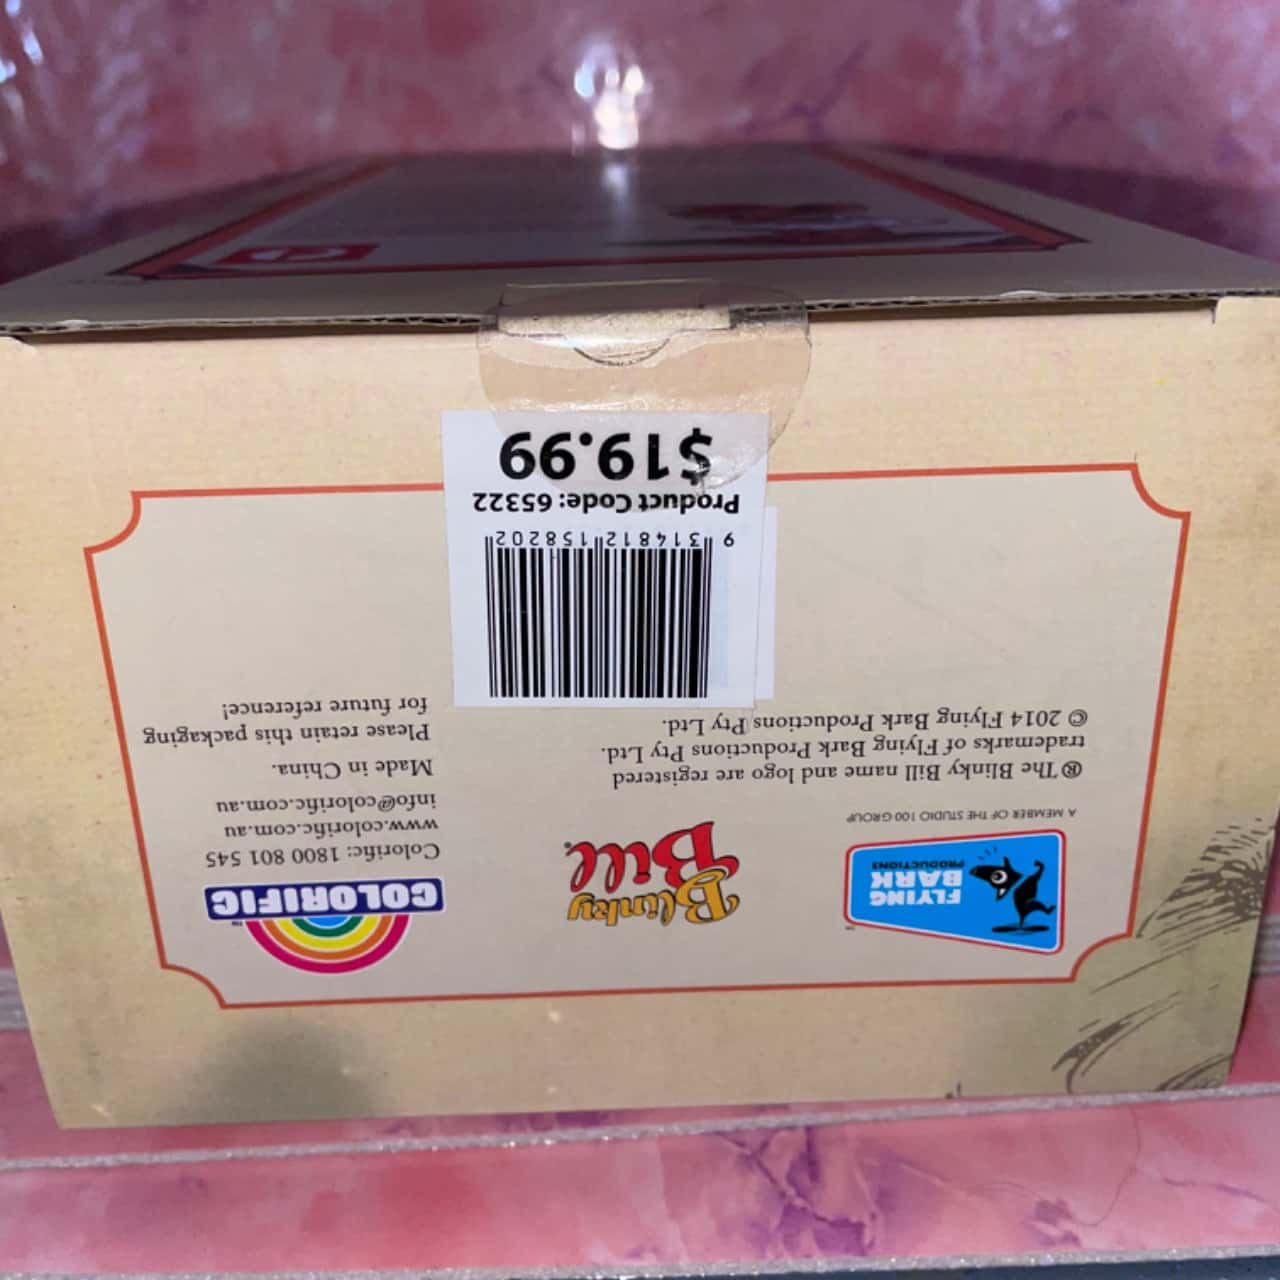 FLYING
BARK
PRODUCTIONS
™
A MEMBER OF THE STUDIO 100 GROUP
® The Blinky Bill name and logo are registered
trademarks of Flying Bark Productions Pty Ltd.
© 2014 Flying Bark Productions Pty Ltd.
Blinky
Bill®
COLORIFIC™
Colorific: 1800 801 545
www.colorific.com.au
info@colorific.com.au
Made in China.
Please retain this packaging
for future reference!
9 314812 158202
Product Code: 65322
$19.99